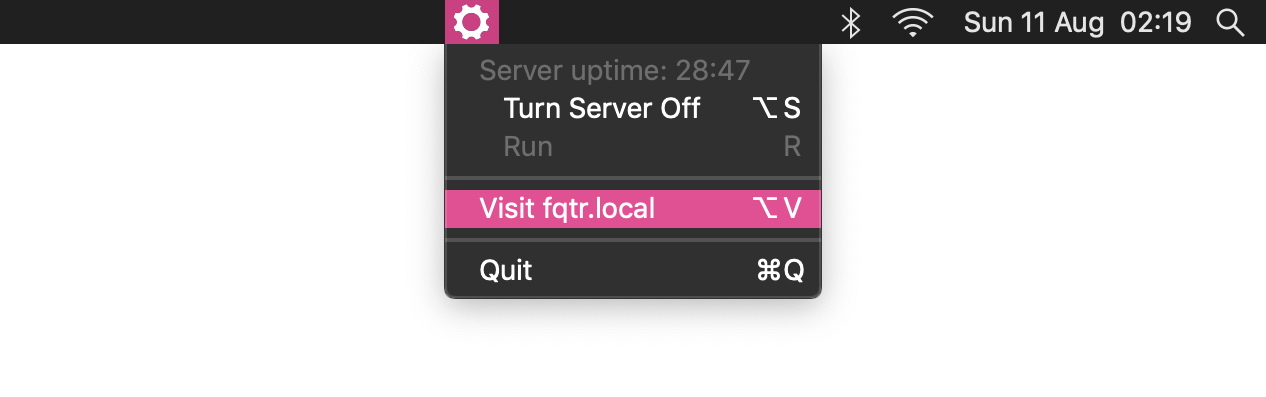 Sun 11 Aug 02:19
Server uptime: 28:47
Turn Server Off ⌥ S
Run R
Visit fqtr.local ⌥ V
Quit ⌘Q